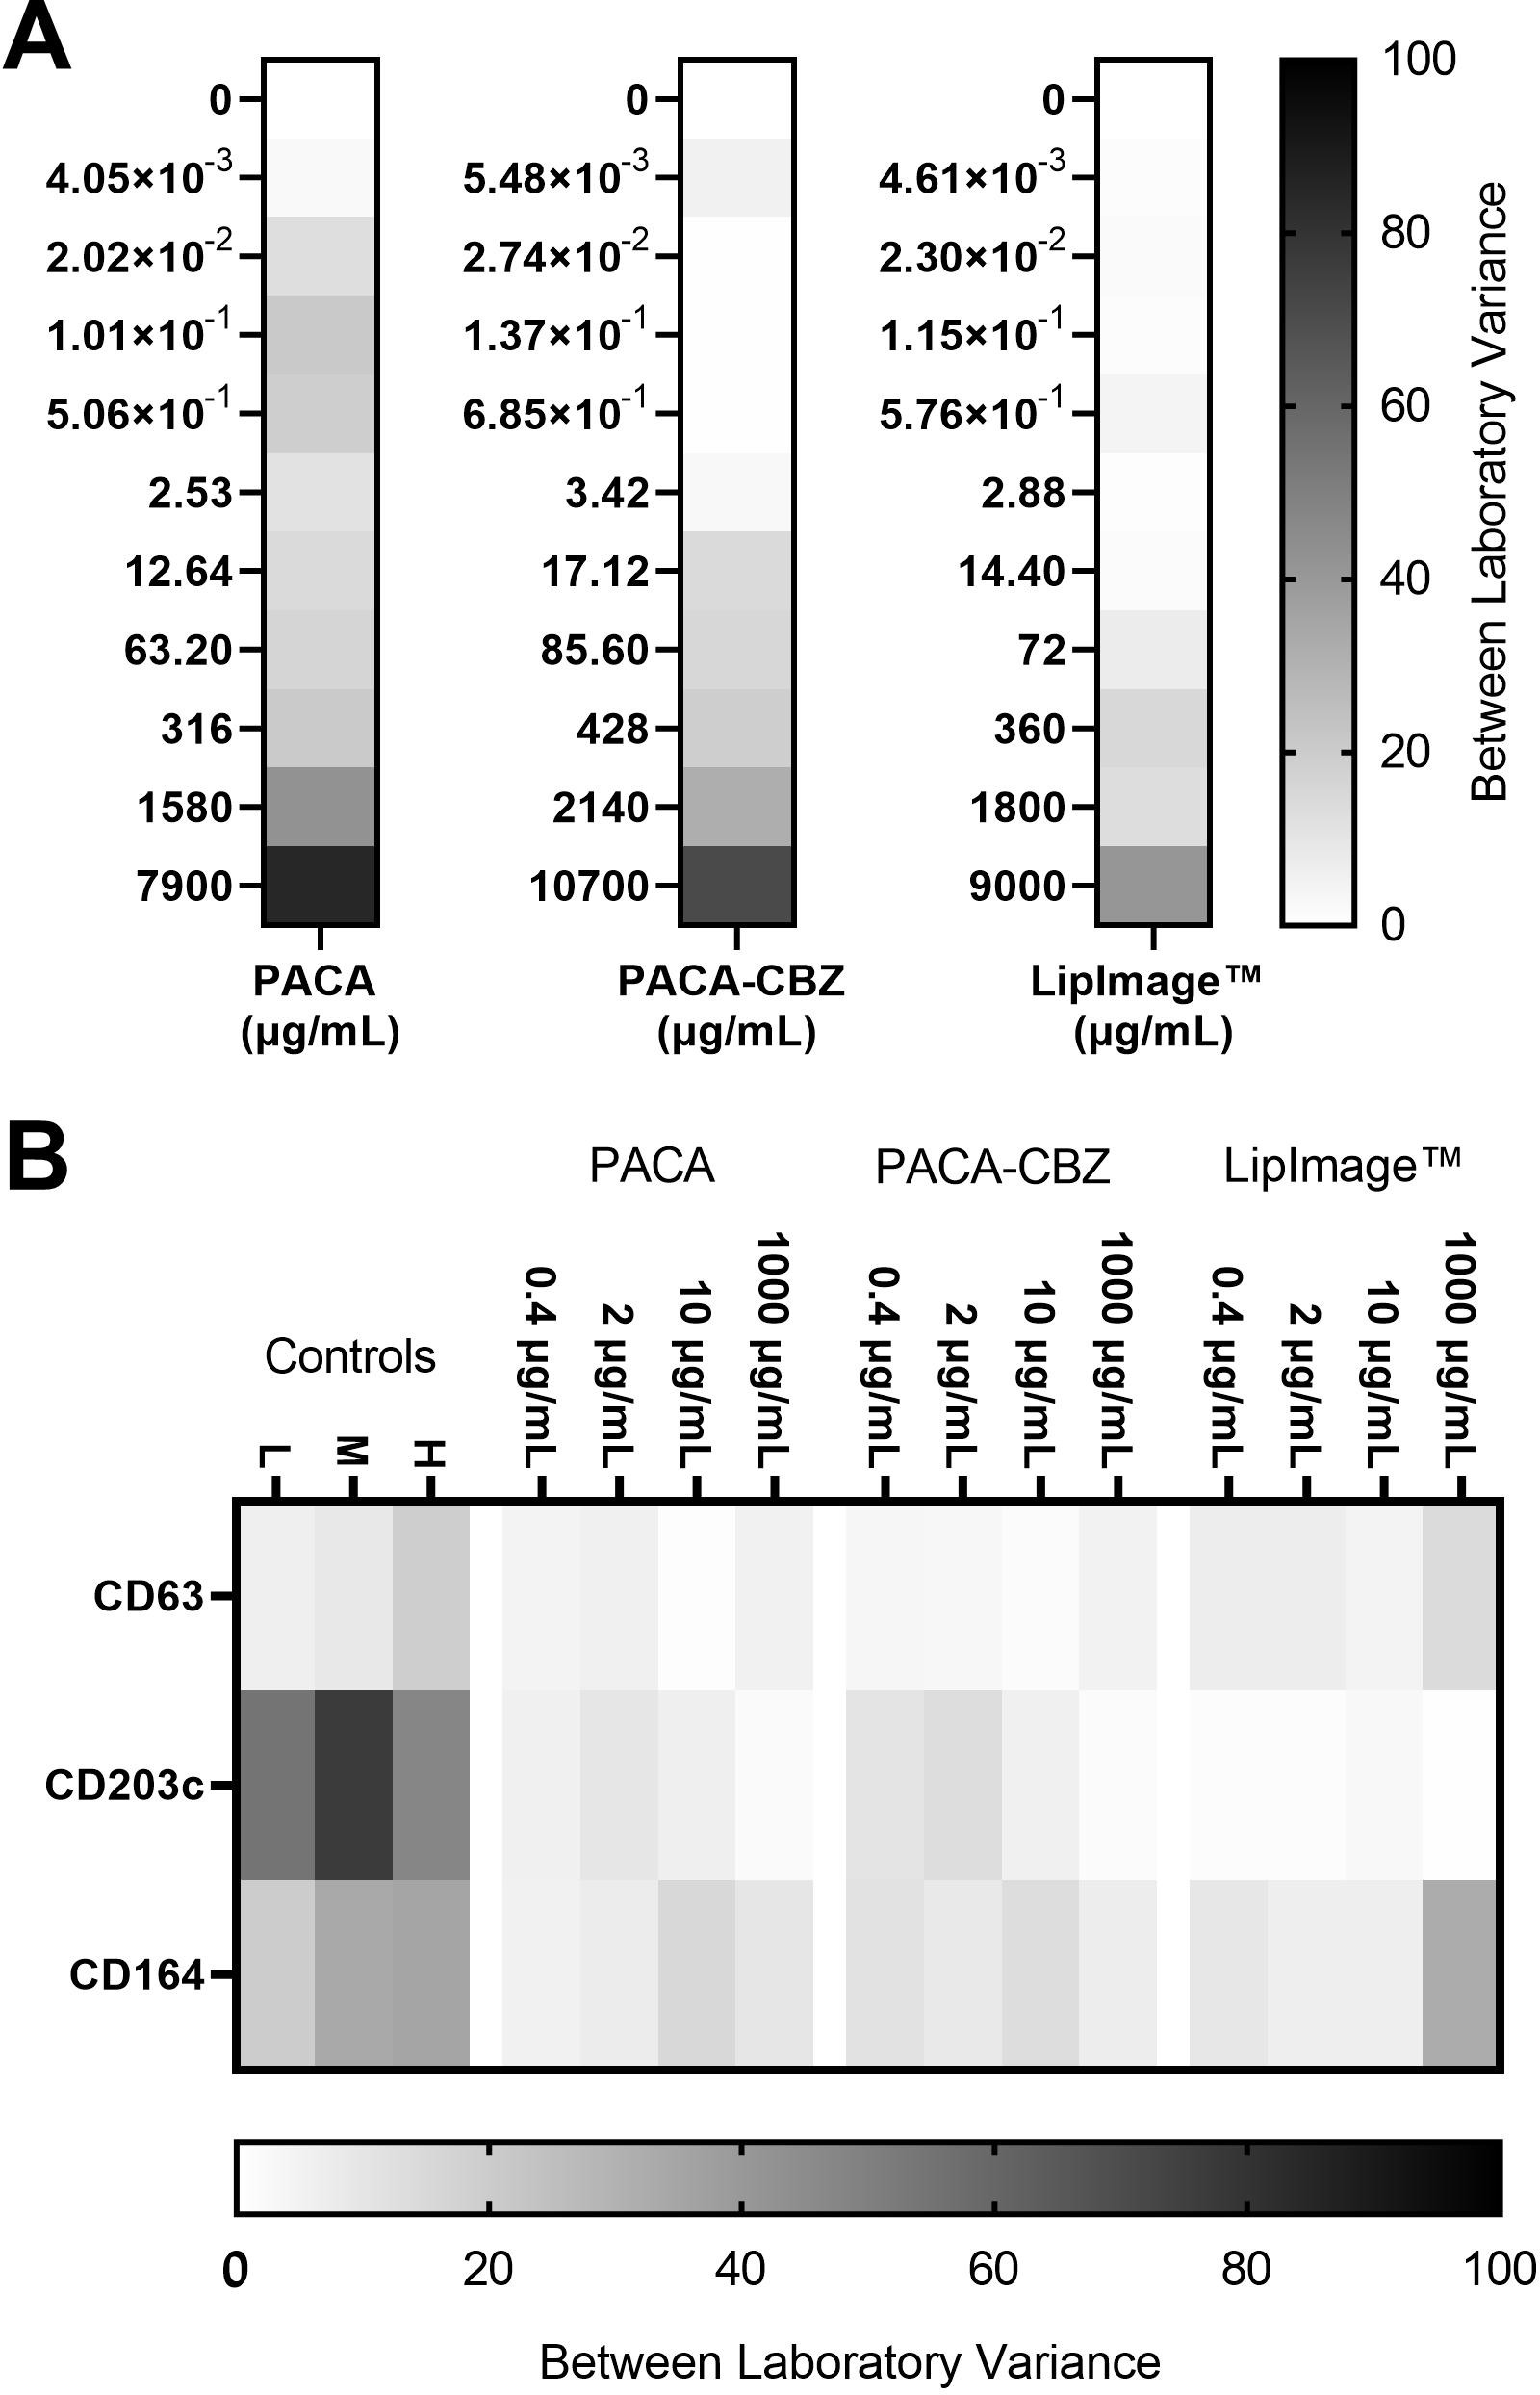 A
0
4.05×10-3
2.02×10-2
1.01×10-1
5.06×10-1
2.53
12.64
63.20
316
1580
7900
PACA
(µg/mL)
0
5.48×10-3
2.74×10-2
1.37×10-1
6.85×10-1
3.42
17.12
85.60
428
2140
10700
PACA-CBZ
(µg/mL)
0
4.61×10-3
2.30×10-2
1.15×10-1
5.76×10-1
2.88
14.40
72
360
1800
9000
LipImage™
(µg/mL)
100
80
60
40
20
0
Between Laboratory Variance
B
Controls
L
M
H
PACA
0.4 µg/mL
2 µg/mL
10 µg/mL
1000 µg/mL
PACA-CBZ
0.4 µg/mL
2 µg/mL
10 µg/mL
1000 µg/mL
LipImage™
0.4 µg/mL
2 µg/mL
10 µg/mL
1000 µg/mL
CD63
CD203c
CD164
0 20 40 60 80 100
Between Laboratory Variance